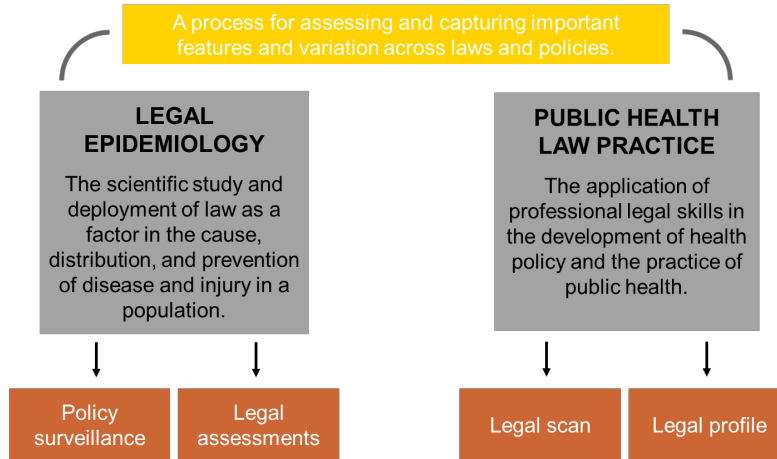 A process for assessing and capturing important
features and variation across laws and policies.
LEGAL
EPIDEMIOLOGY
The scientific study and
deployment of law as a
factor in the cause,
distribution, and prevention
of disease and injury in a
population.
PUBLIC HEALTH
LAW PRACTICE
The application of
professional legal skills in
the development of health
policy and the practice of
public health.
Policy
surveillance
Legal
assessments
Legal scan
Legal profile